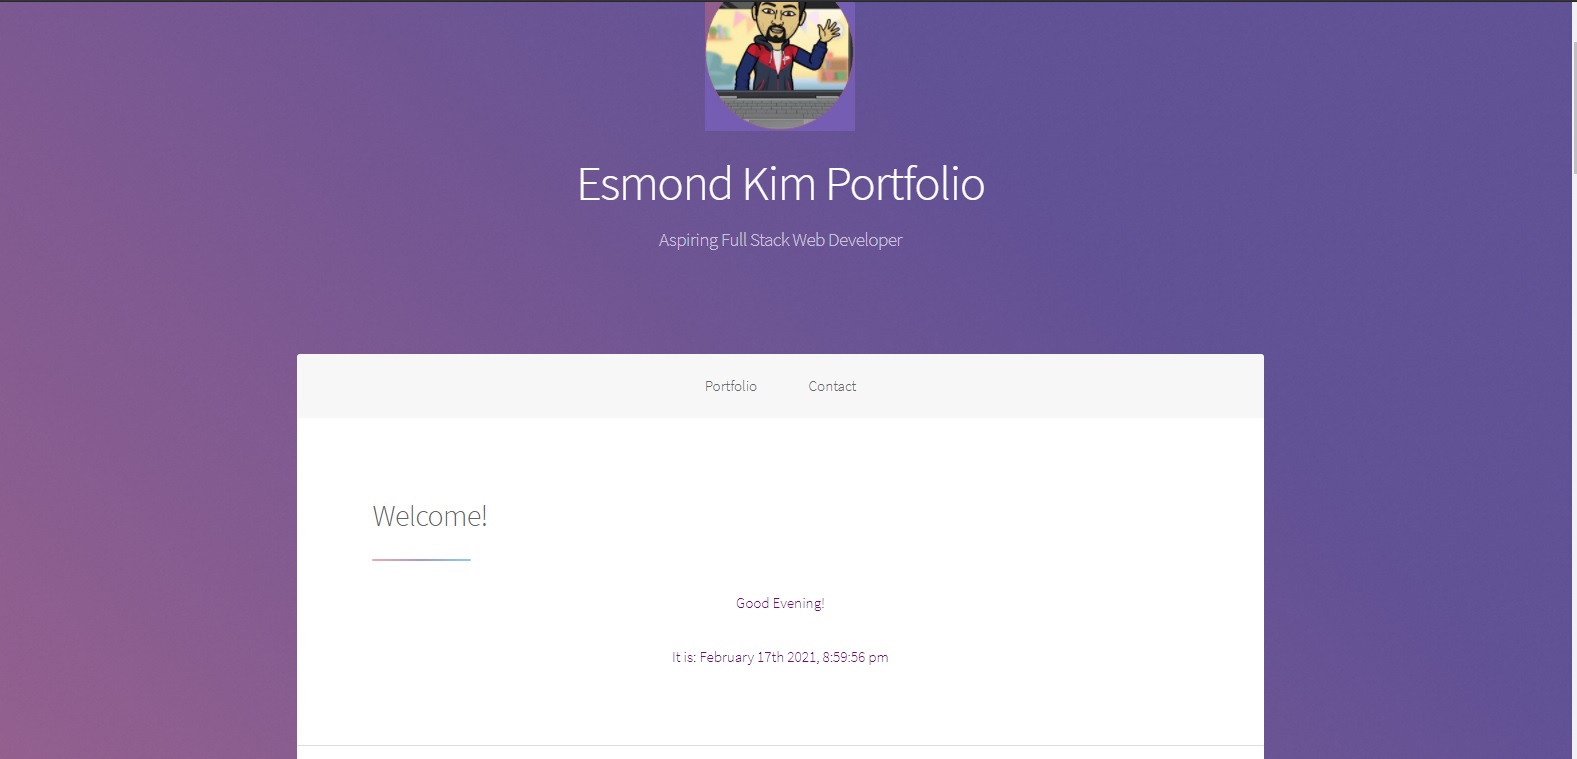 Esmond Kim Portfolio
Aspiring Full Stack Web Developer
Portfolio
Contact
Welcome!
Good Evening!
It is: February 17th 2021, 8:59:56 pm